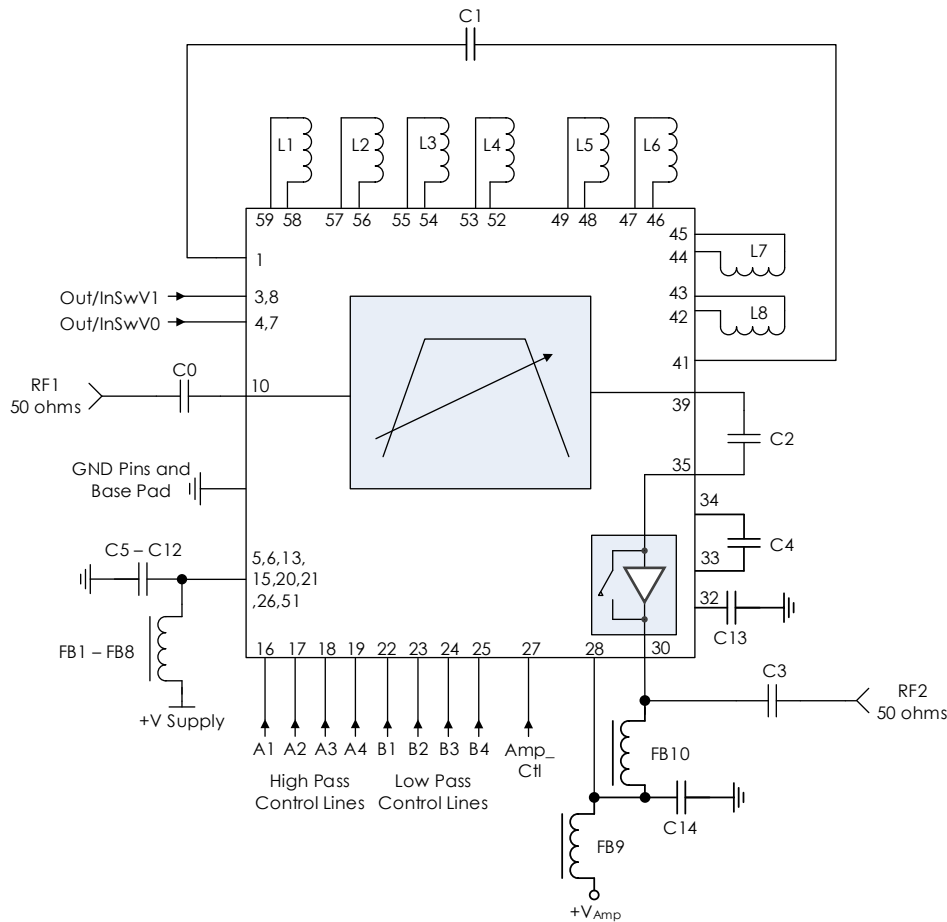 C1
L1
L2
L3
L4
L5
L6
59
58
57
56
55
54
53
52
49
48
47
46
45
44
L7
43
42
L8
41
1
Out/InSwV1
3,8
Out/InSwV0
4,7
C0
RF1
50 ohms
10
39
C2
35
GND Pins and
Base Pad
34
C4
33
32
C13
C5 – C12
5,6,13,
15,20,21
,26,51
FB1 – FB8
+V Supply
16
17
18
19
22
23
24
25
27
28
30
A1
A2
A3
A4
B1
B2
B3
B4
Amp_
Ctl
High Pass
Control Lines
Low Pass
Control Lines
C3
RF2
50 ohms
FB10
C14
FB9
+VAmp